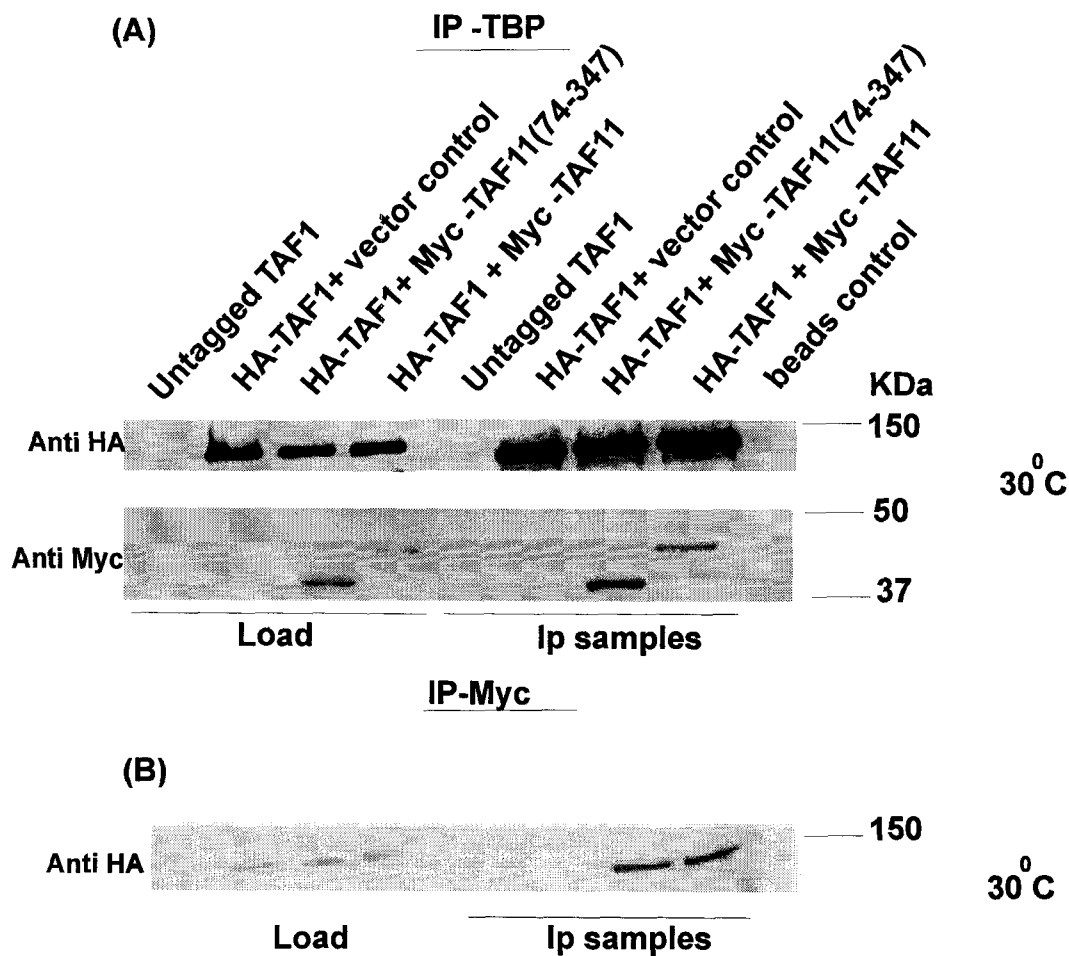 (A)
IP -TBP
Untagged TAF1
HA-TAF1+ vector control
HA-TAF1+ Myc -TAF11(74-347)
HA-TAF1 + Myc -TAF11
Untagged TAF1
HA-TAF1+ vector control
HA-TAF1+ Myc -TAF11(74-347)
HA-TAF1 + Myc -TAF11
beads control
KDa
Anti HA
150
30⁰C
50
Anti Myc
37
Load
Ip samples
IP-Myc
(B)
150
Anti HA
30⁰C
Load
Ip samples